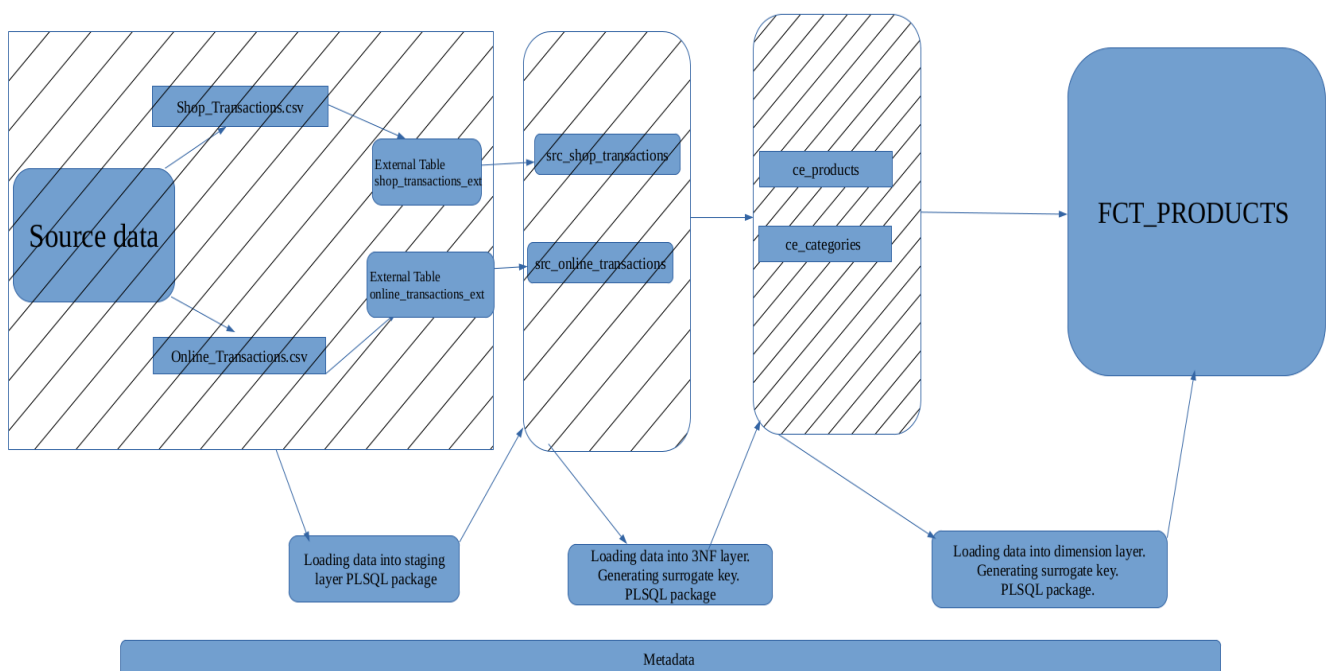 Source data
Shop_Transactions.csv
Online_Transactions.csv
External Table
shop_transactions_ext
External Table
online_transactions_ext
src_shop_transactions
src_online_transactions
ce_products
ce_categories
FCT_PRODUCTS
Loading data into staging
layer PLSQL package
Loading data into 3NF layer.
Generating surrogate key.
PLSQL package
Loading data into dimension layer.
Generating surrogate key.
PLSQL package.
Metadata